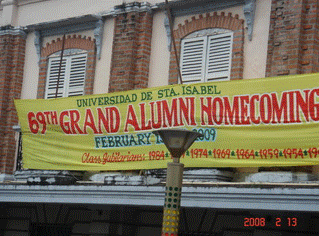 UNIVERSIDAD DE STA. ISABEL
69TH GRAND ALUMNI HOMECOMING
FEBRUARY 2009
Class Jubilarians: 1984 1974 1969 1964 1959 1954
2008 2 13